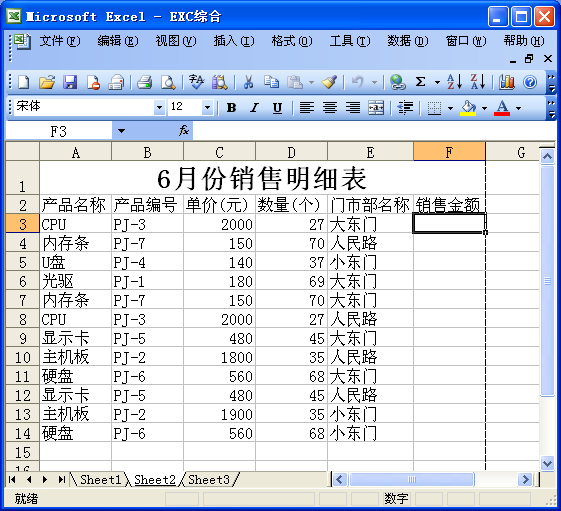 Microsoft Excel - EXC综合
文件(F) 编辑(E) 视图(V) 插入(I) 格式(O) 工具(T) 数据(D) 窗口(W) 帮助(H)
宋体 12 B I U A
F3 fx
A B C D E F G
1 6月份销售明细表
2 产品名称 产品编号 单价(元) 数量(个) 门市部名称 销售金额
3 CPU PJ-3 2000 27 大东门
4 内存条 PJ-7 150 70 人民路
5 U盘 PJ-4 140 37 小东门
6 光驱 PJ-1 180 69 大东门
7 内存条 PJ-7 150 70 大东门
8 CPU PJ-3 2000 27 人民路
9 显示卡 PJ-5 480 45 大东门
10 主机板 PJ-2 1800 35 人民路
11 硬盘 PJ-6 560 68 大东门
12 显示卡 PJ-5 480 45 人民路
13 主机板 PJ-2 1900 35 小东门
14 硬盘 PJ-6 560 68 小东门
15
16
Sheet1 Sheet2 Sheet3
就绪 数字